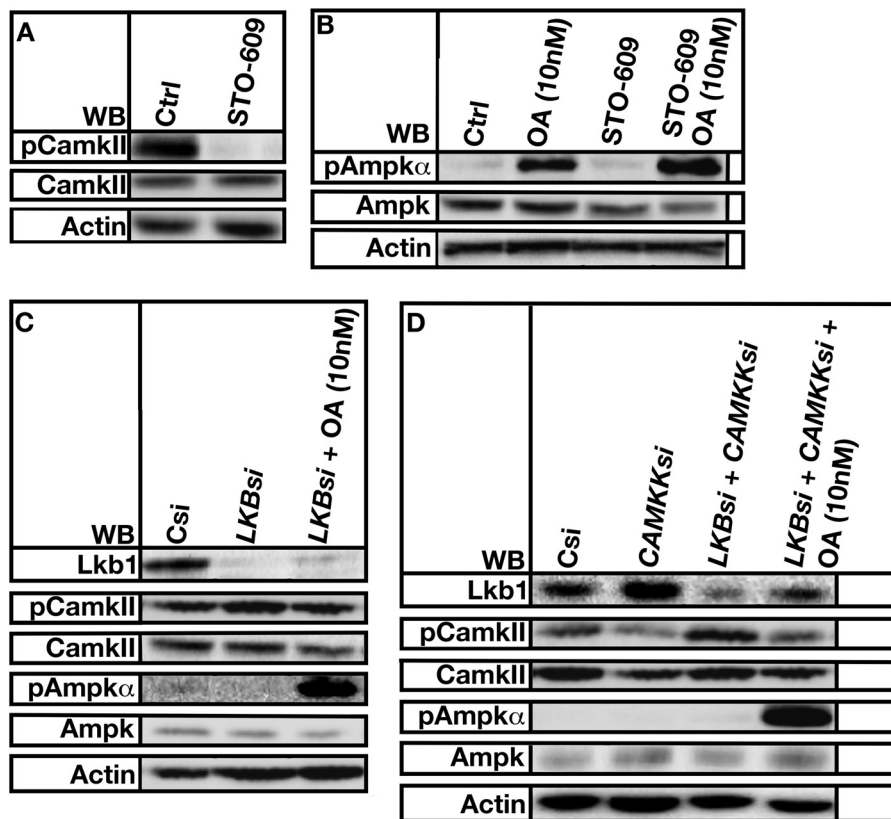 A
WB
Ctrl
STO-609
pCamkII
CamkII
Actin
B
WB
Ctrl
OA (10nM)
STO-609
STO-609
OA (10nM)
pAmpkα
Ampk
Actin
C
WB
Csi
LKBsi
LKBsi + OA (10nM)
Lkb1
pCamkII
CamkII
pAmpkα
Ampk
Actin
D
WB
Csi
CAMKKsi
LKBsi + CAMKKsi
LKBsi + CAMKKsi +
OA (10nM)
Lkb1
pCamkII
CamkII
pAmpkα
Ampk
Actin